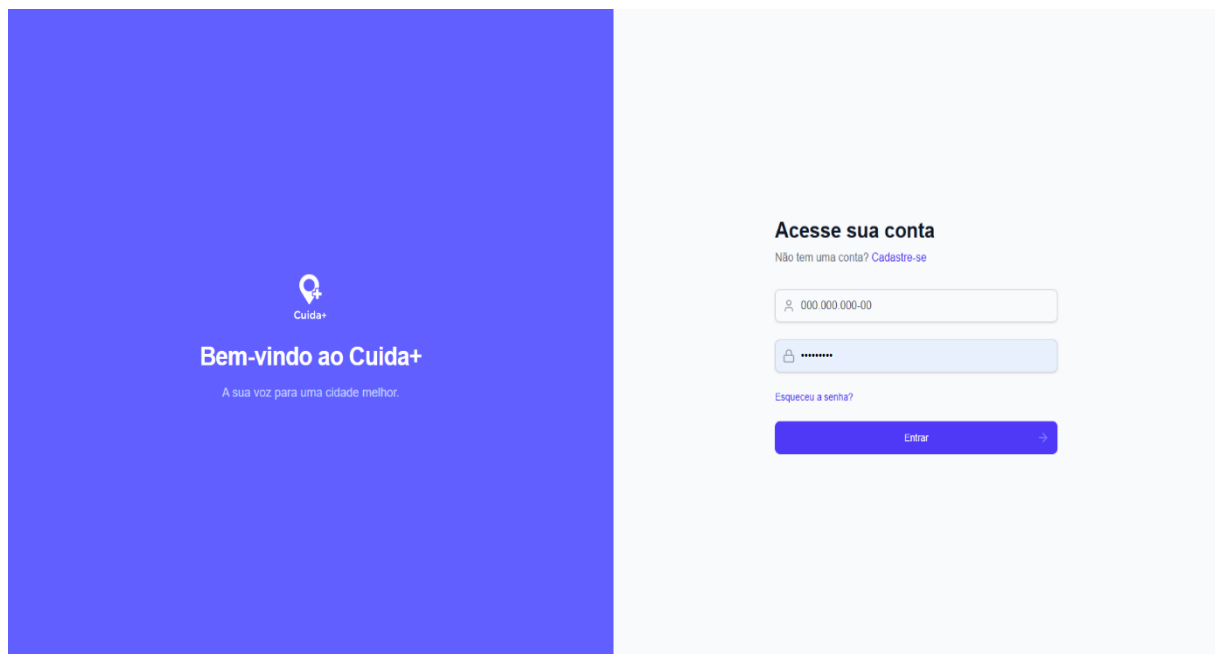 Cuida+
Bem-vindo ao Cuida+
A sua voz para uma cidade melhor.
Acesse sua conta
Não tem uma conta? Cadastre-se
000.000.000-00
•••••••••
Esqueceu a senha?
Entrar